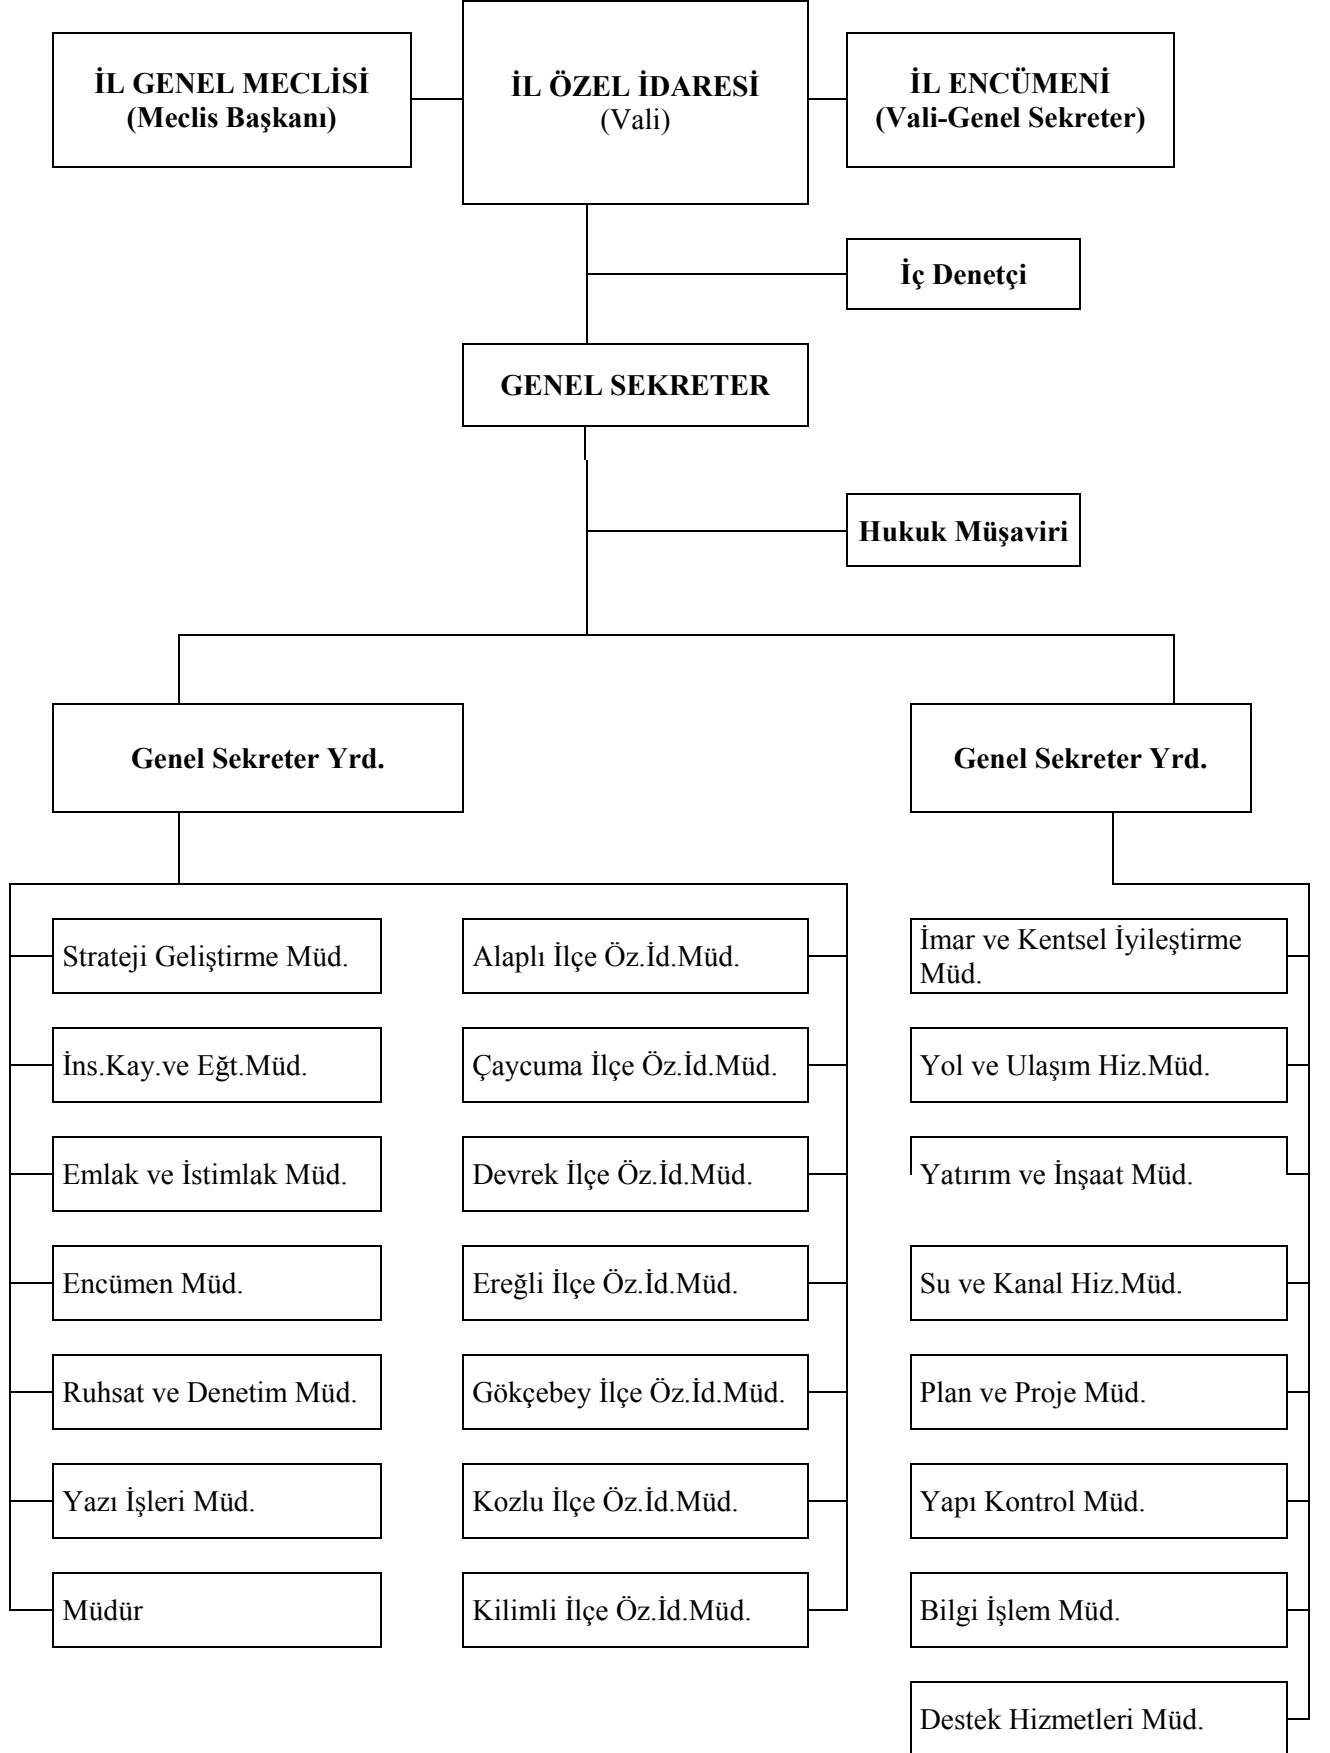 İL GENEL MECLİSİ
(Meclis Başkanı)
İL ÖZEL İDARESİ
(Vali)
İL ENCÜMENİ
(Vali-Genel Sekreter)
İç Denetçi
GENEL SEKRETER
Hukuk Müşaviri
Genel Sekreter Yrd.
Genel Sekreter Yrd.
Strateji Geliştirme Müd.
İns.Kay.ve Eğt.Müd.
Emlak ve İstimlak Müd.
Encümen Müd.
Ruhsat ve Denetim Müd.
Yazı İşleri Müd.
Müdür
Alaplı İlçe Öz.İd.Müd.
Çaycuma İlçe Öz.İd.Müd.
Devrek İlçe Öz.İd.Müd.
Ereğli İlçe Öz.İd.Müd.
Gökçebey İlçe Öz.İd.Müd.
Kozlu İlçe Öz.İd.Müd.
Kilimli İlçe Öz.İd.Müd.
İmar ve Kentsel İyileştirme
Müd.
Yol ve Ulaşım Hiz.Müd.
Yatırım ve İnşaat Müd.
Su ve Kanal Hiz.Müd.
Plan ve Proje Müd.
Yapı Kontrol Müd.
Bilgi İşlem Müd.
Destek Hizmetleri Müd.